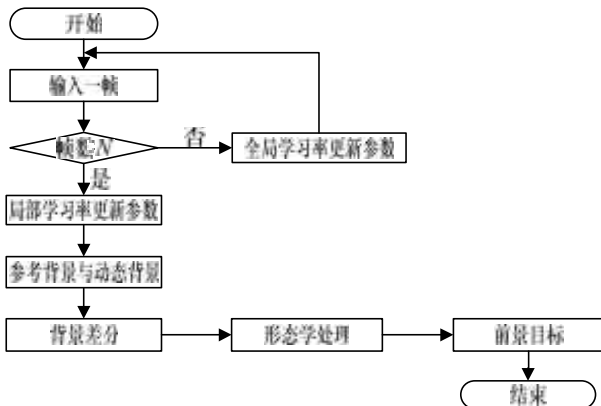 开始
输入一帧
帧数:N
否
全局学习率更新参数
是
局部学习率更新参数
参考背景与动态背景
背景差分
形态学处理
前景目标
结束